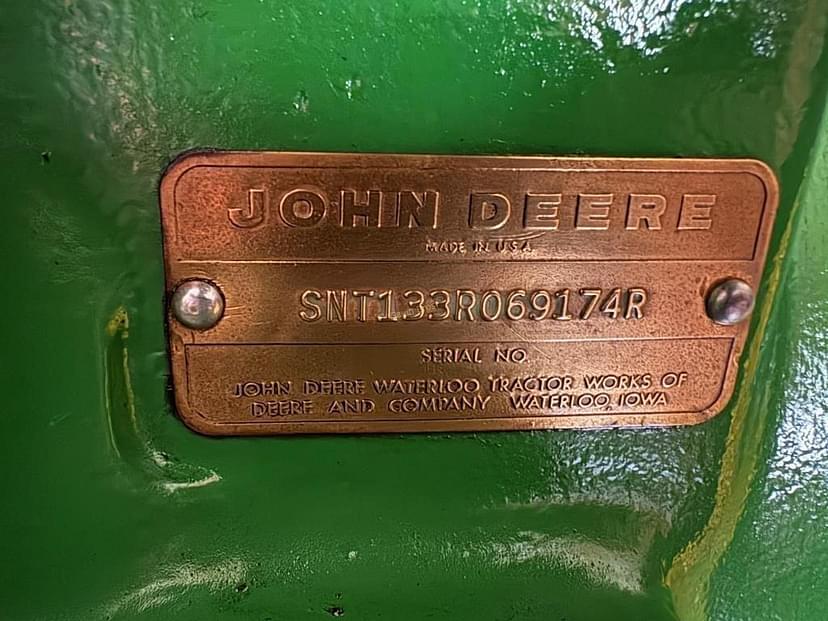 JOHN DEERE
MADE IN U.S.A.
SNT133R069174R
SERIAL NO.
JOHN DEERE WATERLOO TRACTOR WORKS OF
DEERE AND COMPANY WATERLOO, IOWA